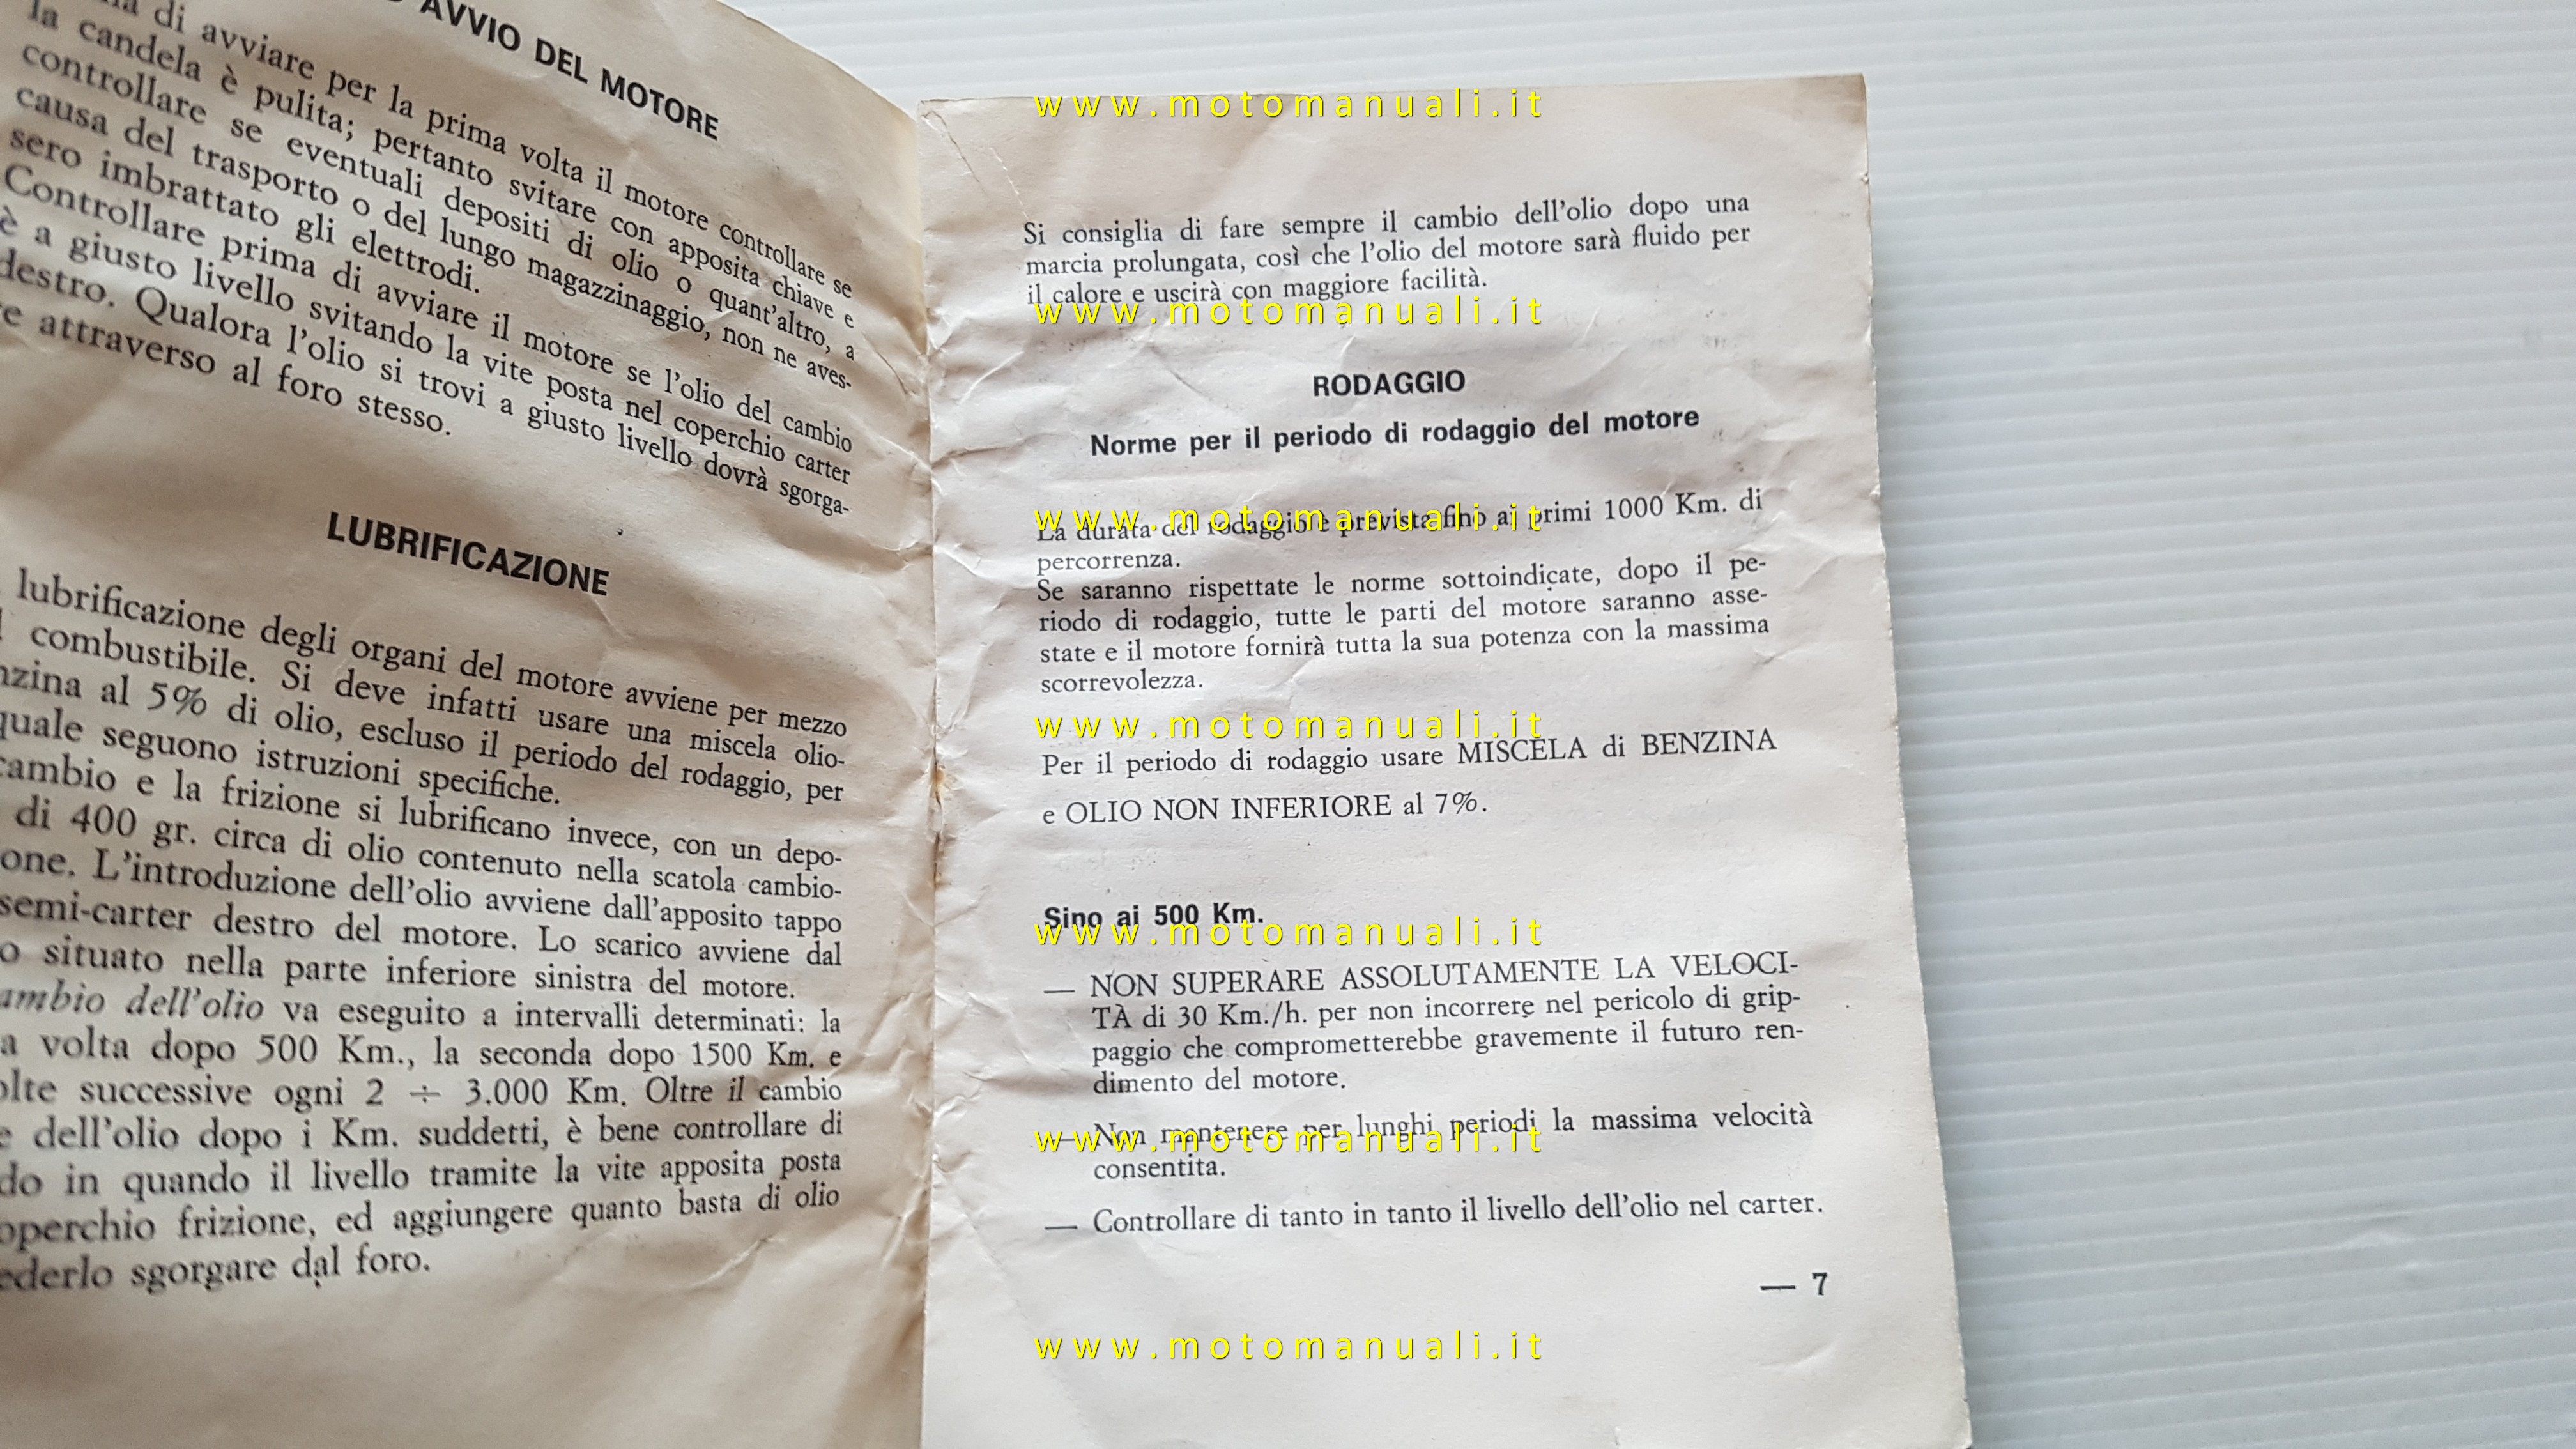 AVVIO DEL MOTORE
di avviare per la prima volta il motore controllare se
la candela è pulita; pertanto svitare con apposita chiave e
controllare se eventuali depositi di olio o quant'altro, a
causa del trasporto o del lungo magazzinaggio, non ne aves-
sero imbrattato gli elettrodi.
Controllare prima di avviare il motore se l'olio del cambio
è a giusto livello svitando la vite posta nel coperchio carter
destro. Qualora l'olio si trovi a giusto livello dovrà sgorga-
re attraverso al foro stesso.
LUBRIFICAZIONE
lubrificazione degli organi del motore avviene per mezzo
combustibile. Si deve infatti usare una miscela olio-
nzina al 5% di olio, escluso il periodo del rodaggio, per
quale seguono istruzioni specifiche.
cambio e la frizione si lubrificano invece, con un depo-
di 400 gr. circa di olio contenuto nella scatola cambio-
one. L'introduzione dell'olio avviene dall'apposito tappo
semi-carter destro del motore. Lo scarico avviene dal
o situato nella parte inferiore sinistra del motore.
ambio dell'olio va eseguito a intervalli determinati: la
a volta dopo 500 Km., la seconda dopo 1500 Km. e
olte successive ogni 2 ÷ 3.000 Km. Oltre il cambio
e dell'olio dopo i Km. suddetti, è bene controllare di
do in quando il livello tramite la vite apposita posta
operchio frizione, ed aggiungere quanto basta di olio
ederlo sgorgare dal foro.
www.motomanuali.it
Si consiglia di fare sempre il cambio dell'olio dopo una
marcia prolungata, così che l'olio del motore sarà fluido per
il calore e uscirà con maggiore facilità.
www.motomanuali.it
RODAGGIO
Norme per il periodo di rodaggio del motore
www.motomanuali.it
La durata del rodaggio è prevista fino ai primi 1000 Km. di
percorrenza.
Se saranno rispettate le norme sottoindicate, dopo il pe-
riodo di rodaggio, tutte le parti del motore saranno asse-
state e il motore fornirà tutta la sua potenza con la massima
scorrevolezza.
www.motomanuali.it
Per il periodo di rodaggio usare MISCELA di BENZINA
e OLIO NON INFERIORE al 7%.
Sino ai 500 Km.
www.motomanuali.it
— NON SUPERARE ASSOLUTAMENTE LA VELOCI-
TÀ di 30 Km./h. per non incorrere nel pericolo di grip-
paggio che comprometterebbe gravemente il futuro ren-
dimento del motore.
— Non mantenere per lunghi periodi la massima velocità
www.motomanuali.it
consentita.
— Controllare di tanto in tanto il livello dell'olio nel carter.
— 7
www.motomanuali.it